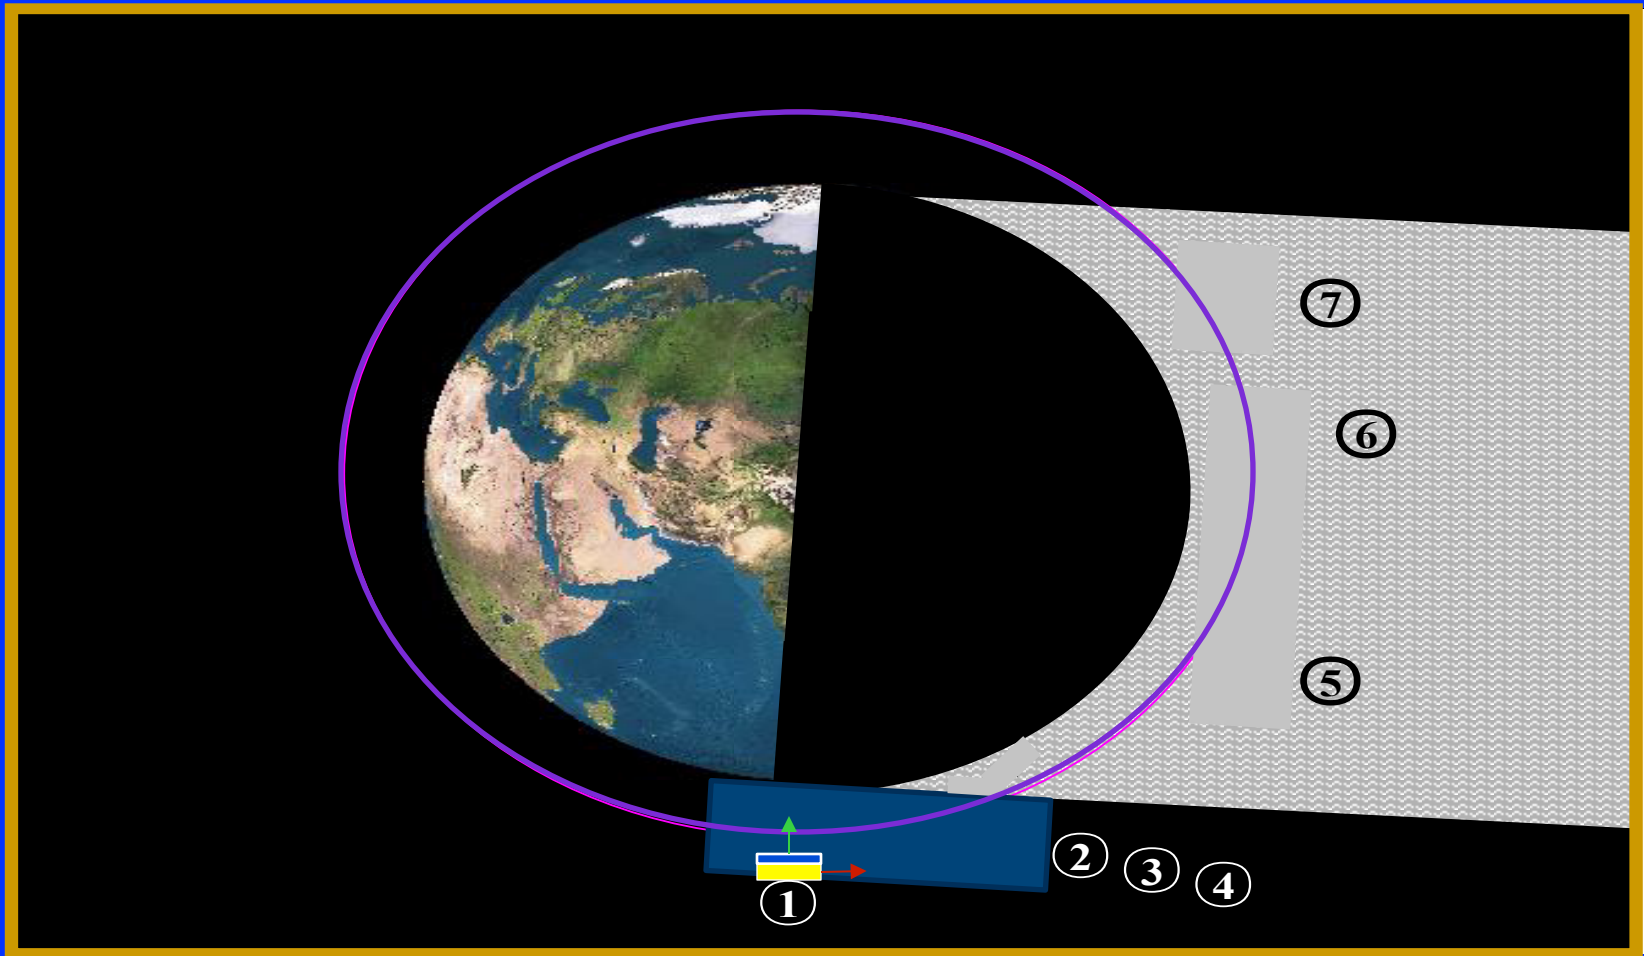 ⑦
⑥
⑤
② ③ ④
①